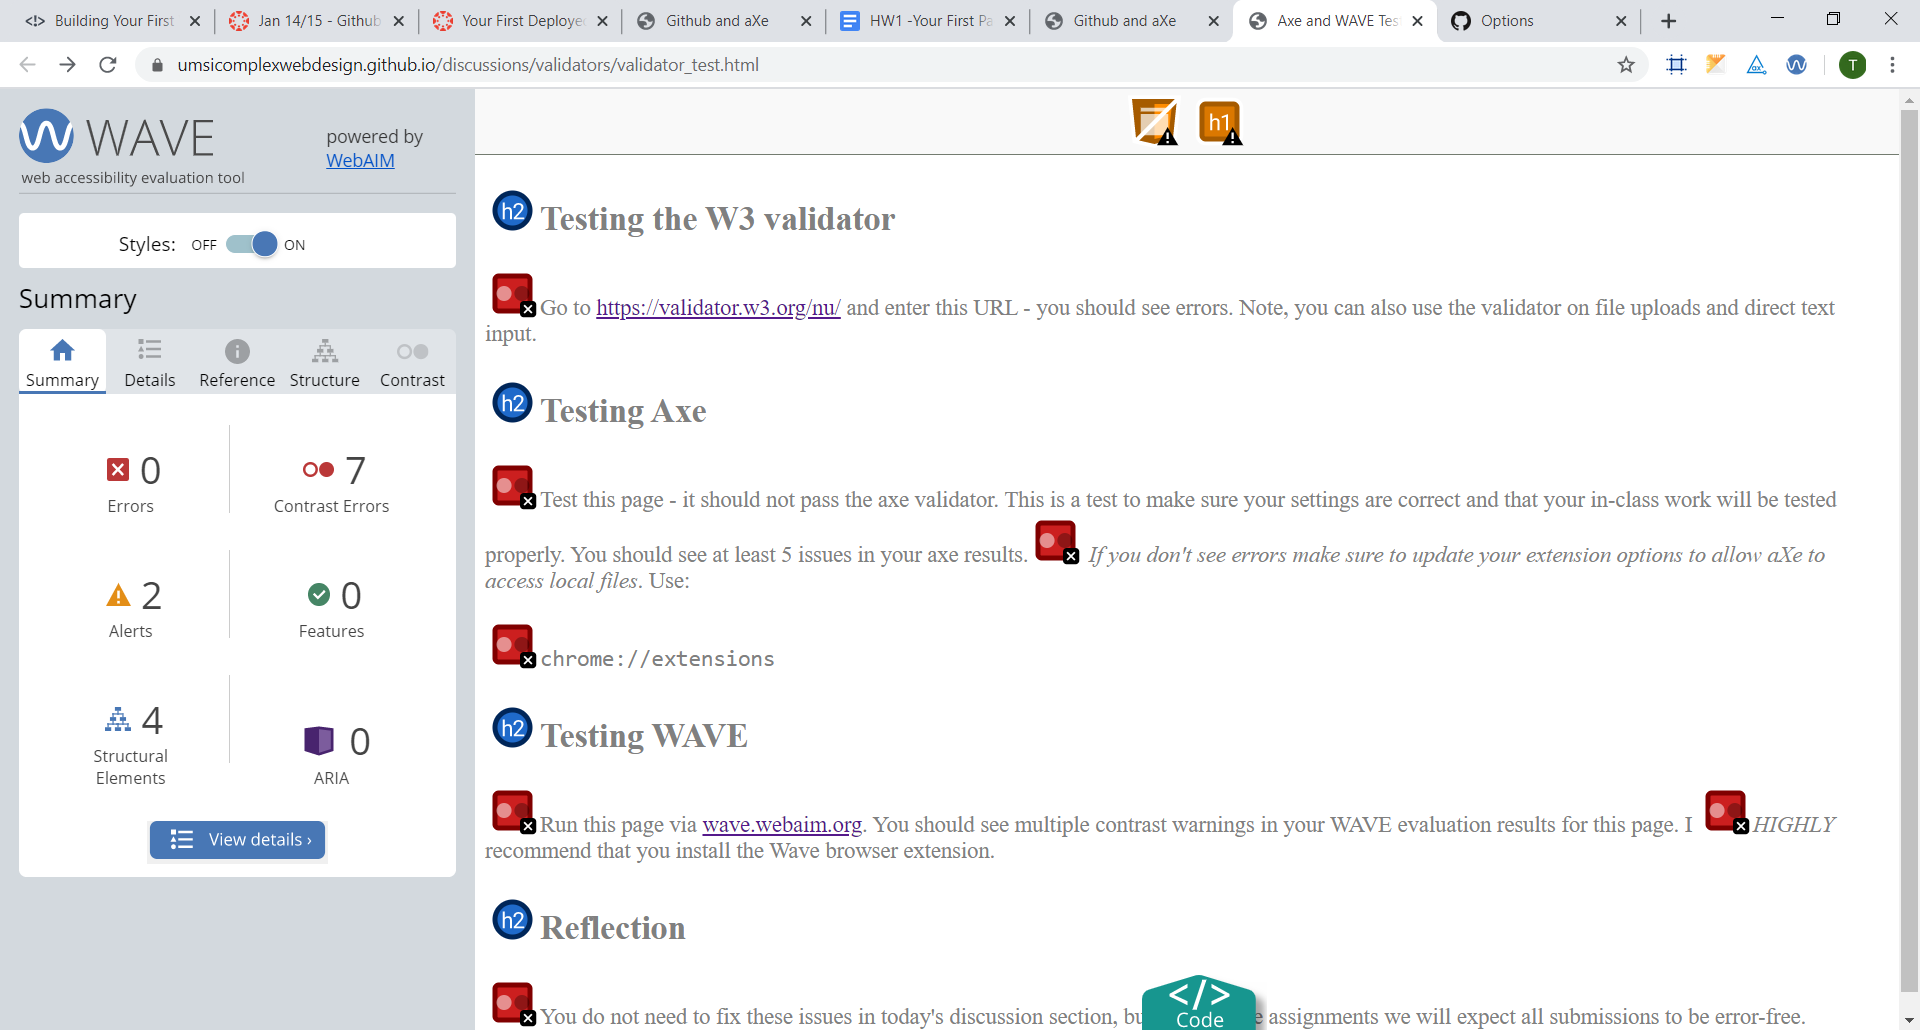 Building Your First
Jan 14/15 - Github
Your First Deploye
Github and aXe
HW1 -Your First Pa
Github and aXe
Axe and WAVE Tes
Options
umsicomplexwebdesign.github.io/discussions/validators/validator_test.html
T
WAVE
powered by
WebAIM
web accessibility evaluation tool
Styles: OFF ON
Summary
Summary Details Reference Structure Contrast
0 7
Errors Contrast Errors
2 0
Alerts Features
4 0
Structural
Elements
ARIA
View details ›
h1
h2 Testing the W3 validator
Go to https://validator.w3.org/nu/ and enter this URL - you should see errors. Note, you can also use the validator on file uploads and direct text
input.
h2 Testing Axe
Test this page - it should not pass the axe validator. This is a test to make sure your settings are correct and that your in-class work will be tested
properly. You should see at least 5 issues in your axe results. If you don't see errors make sure to update your extension options to allow aXe to
access local files. Use:
chrome://extensions
h2 Testing WAVE
Run this page via wave.webaim.org. You should see multiple contrast warnings in your WAVE evaluation results for this page. I HIGHLY
recommend that you install the Wave browser extension.
h2 Reflection
You do not need to fix these issues in today's discussion section, bu e assignments we will expect all submissions to be error-free.
</> Code